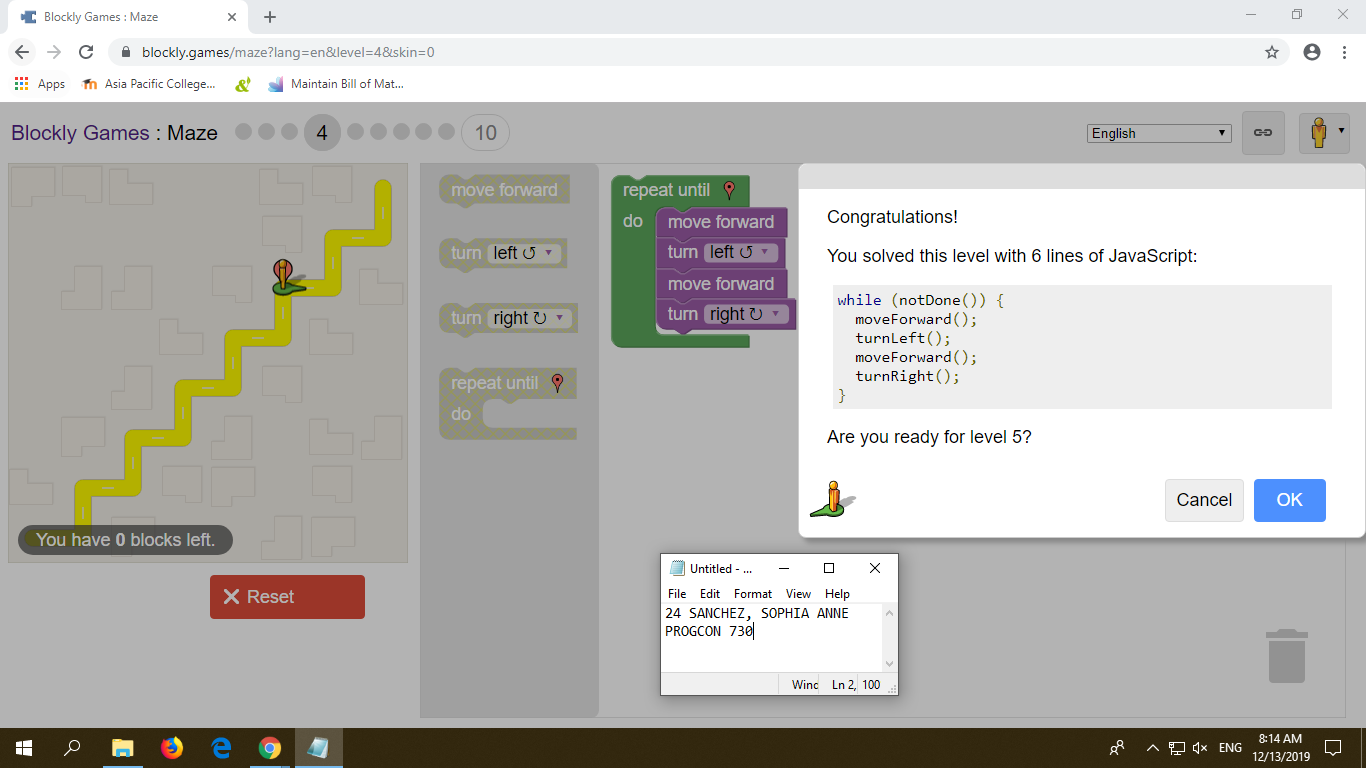 Blockly Games : Maze
blockly.games/maze?lang=en&level=4&skin=0
Apps
Asia Pacific College...
Maintain Bill of Mat...
Blockly Games : Maze
4
10
English
move forward
turn left ↺
turn right ↻
repeat until
do
repeat until
do
move forward
turn left ↺
move forward
turn right ↻
You have 0 blocks left.
Reset
Congratulations!
You solved this level with 6 lines of JavaScript:
while (notDone()) {
  moveForward();
  turnLeft();
  moveForward();
  turnRight();
}
Are you ready for level 5?
Cancel
OK
Untitled - ...
File Edit Format View Help
24 SANCHEZ, SOPHIA ANNE
PROGCON 730
Winc
Ln 2,
100
ENG
8:14 AM
12/13/2019